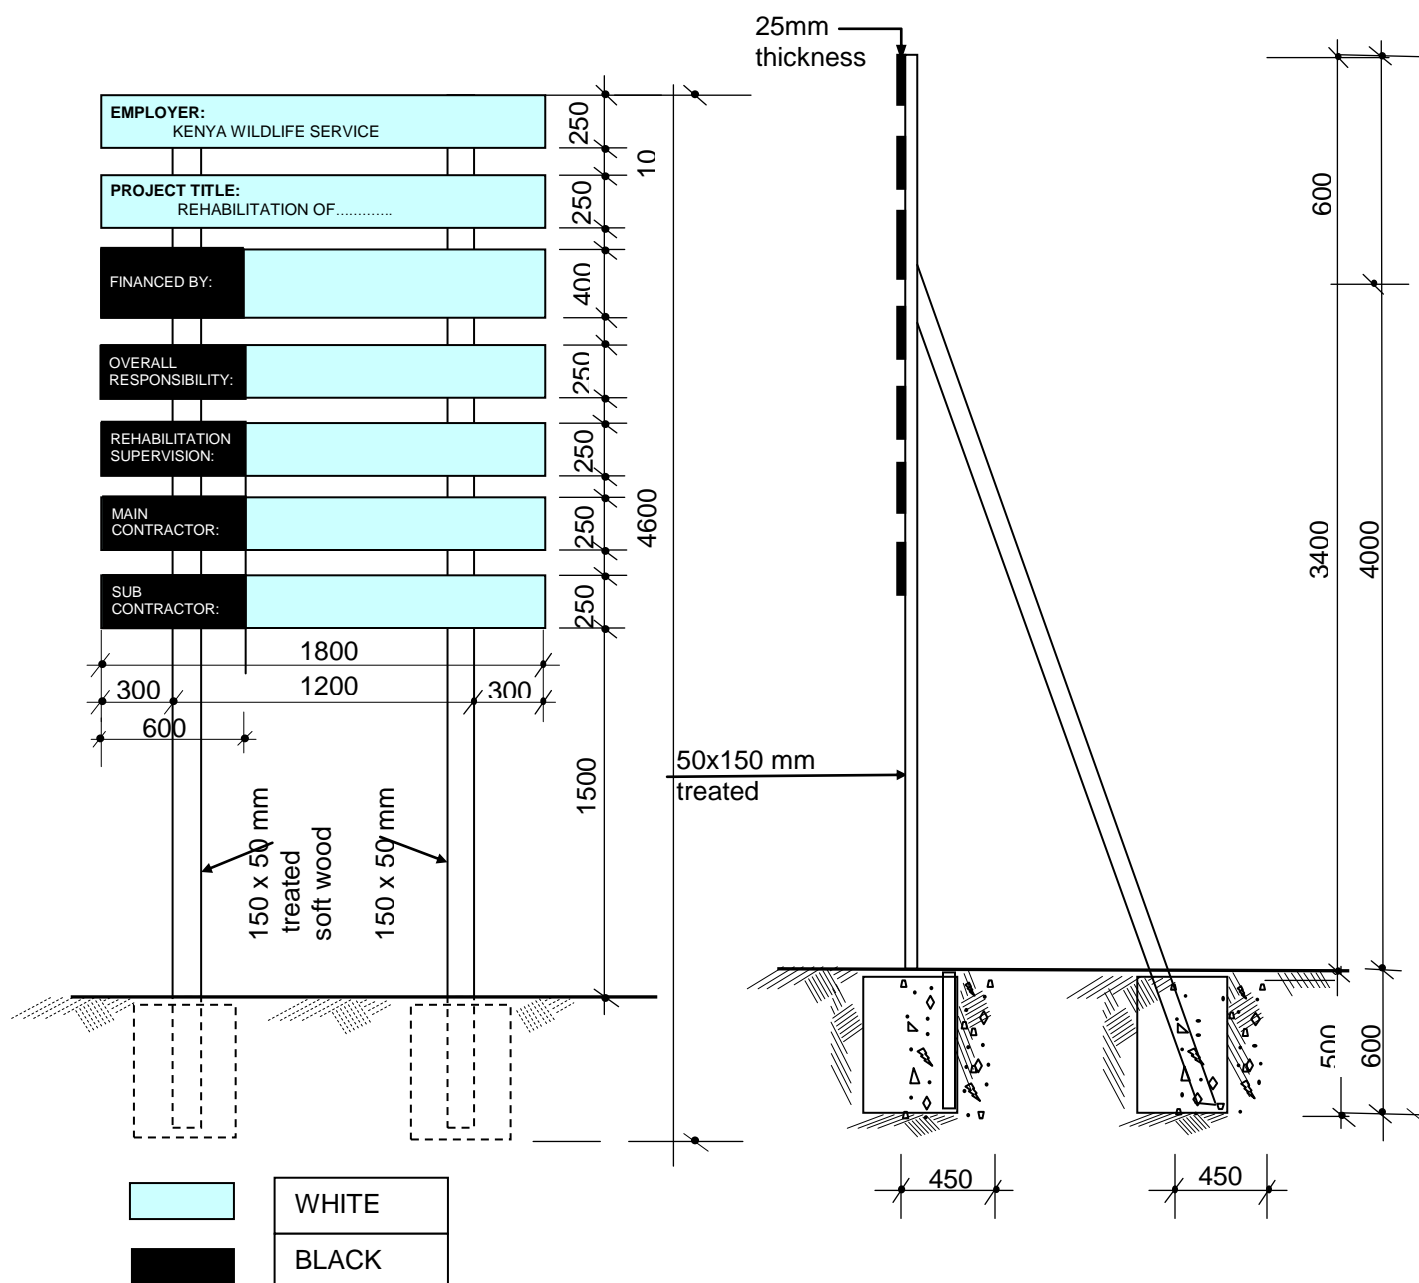 25mm
thickness
EMPLOYER:
KENYA WILDLIFE SERVICE
250
10
600
PROJECT TITLE:
REHABILITATION OF.............
250
FINANCED BY:
400
OVERALL
RESPONSIBILITY:
250
REHABILITATION
SUPERVISION:
250
4600
3400
4000
MAIN
CONTRACTOR:
250
SUB
CONTRACTOR:
250
1800
300
1200
300
600
1500
50x150 mm
treated
150 x 50 mm
treated
soft wood
150 x 50 mm
500
600
450
450
WHITE
BLACK